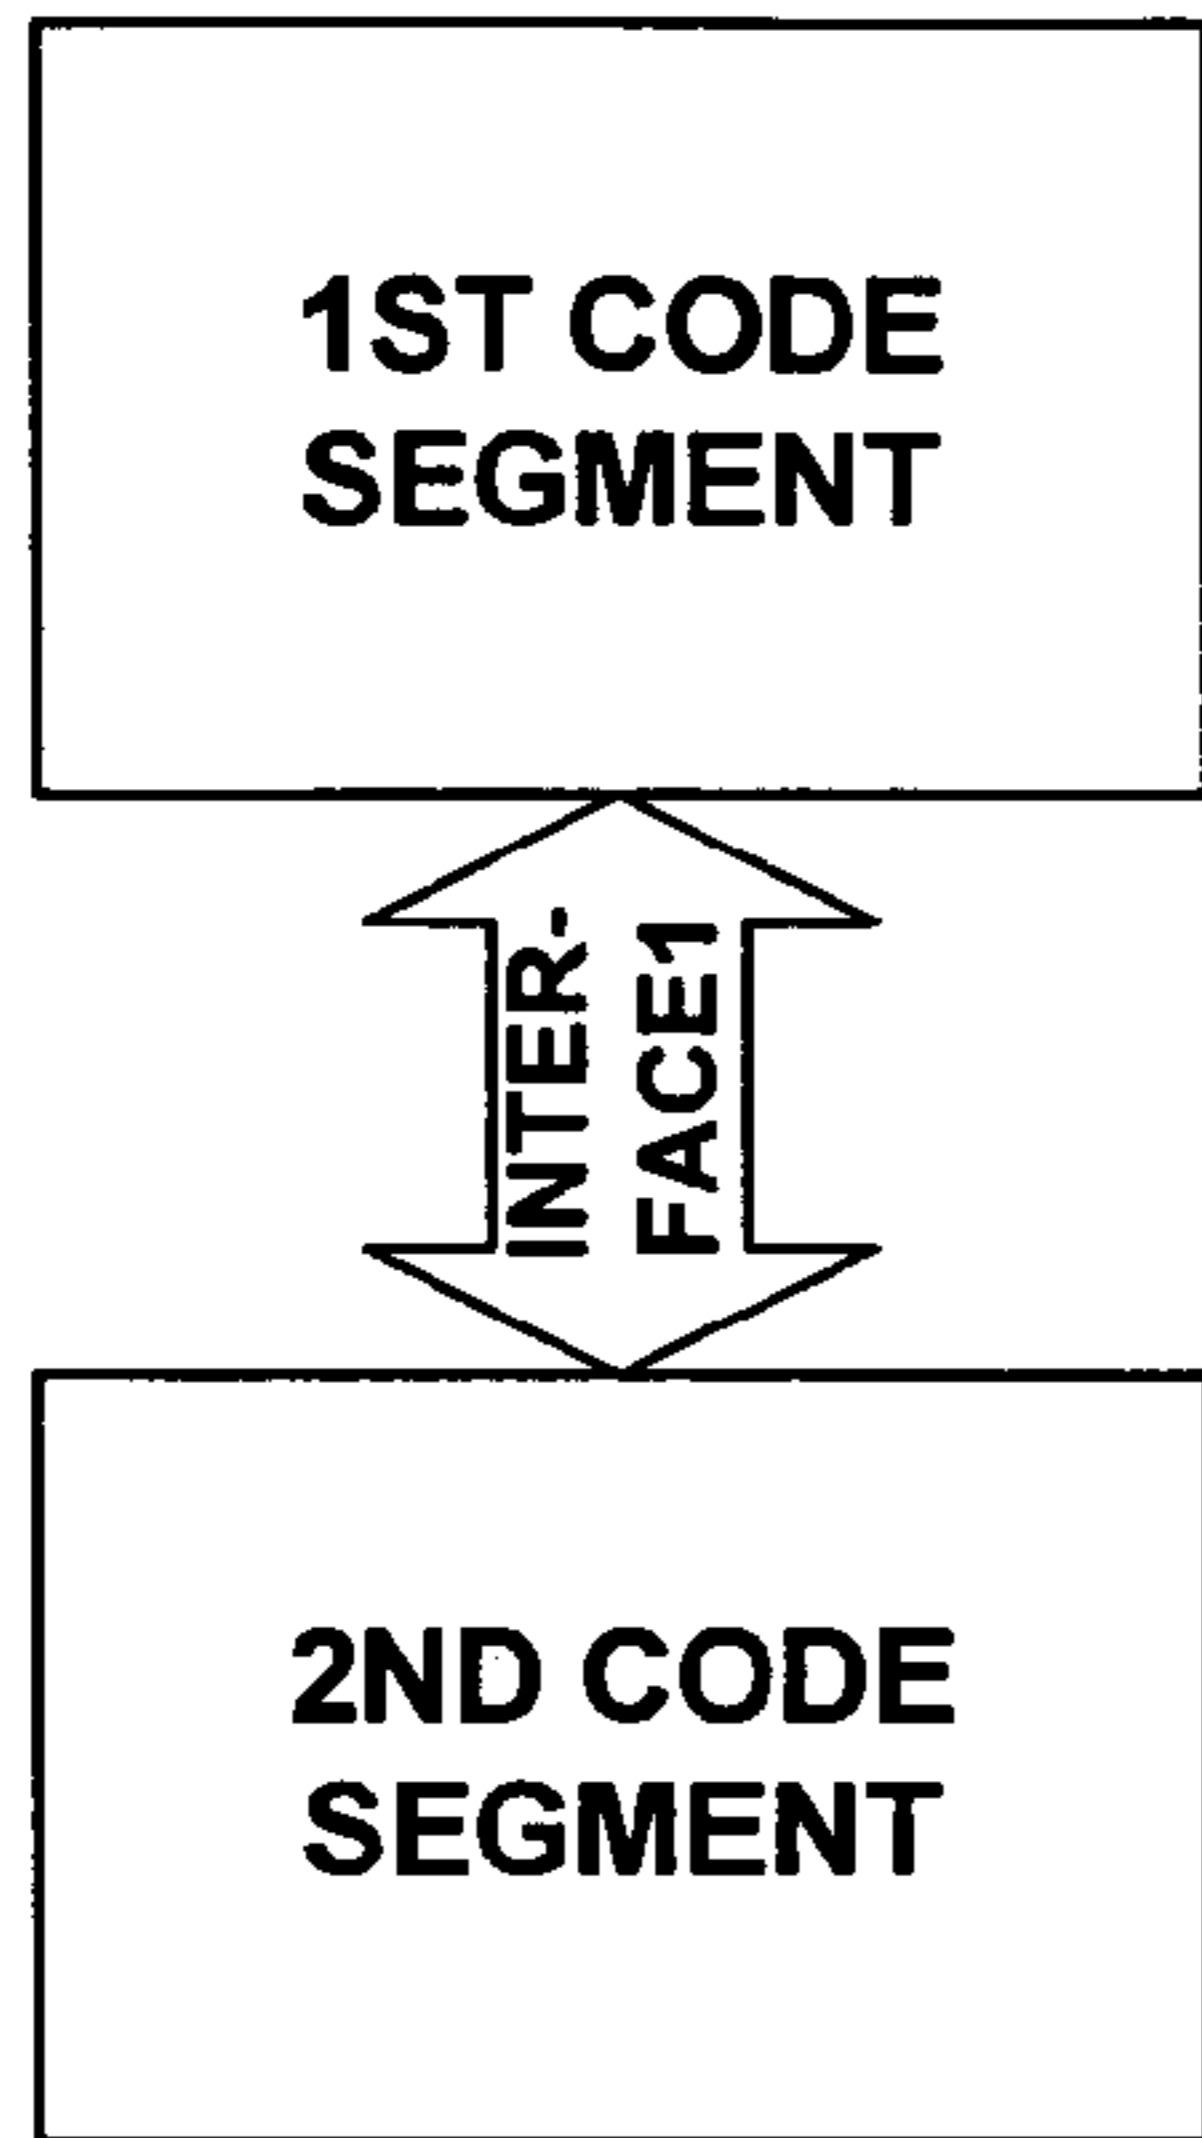 1ST CODE
SEGMENT
INTER-
FACE1
2ND CODE
SEGMENT